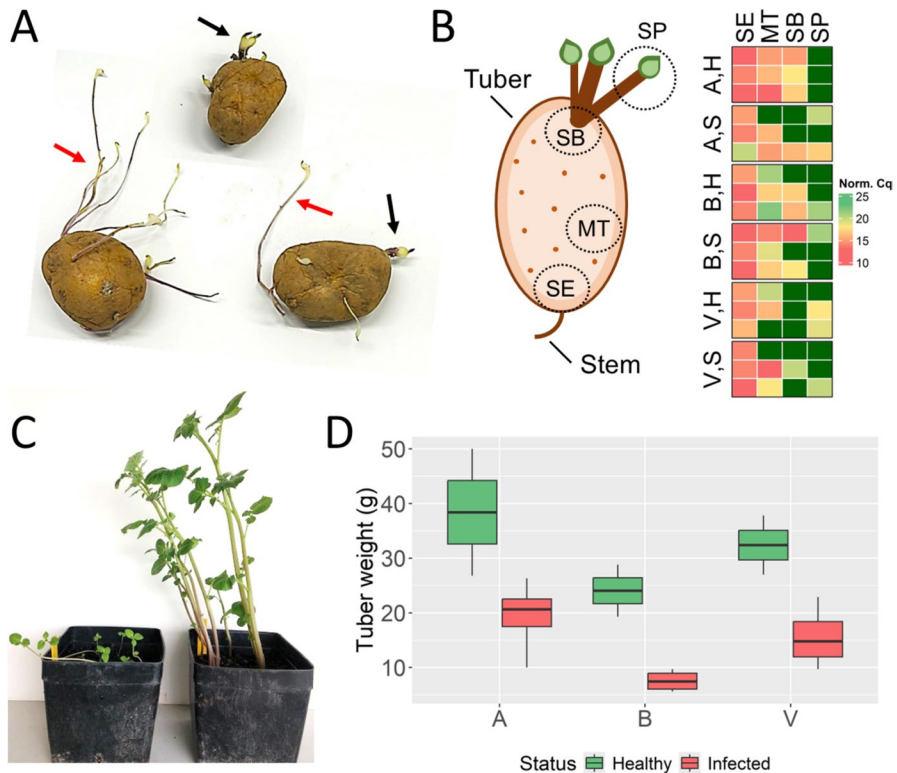 A
B
SP
Tuber
SB
MT
SE
Stem
SE MT SB SP
A,H
A,S
B,H
B,S
V,H
V,S
Norm. Cq
25
20
15
10
C
D
Tuber weight (g)
50
40
30
20
10
A B V
Status Healthy Infected